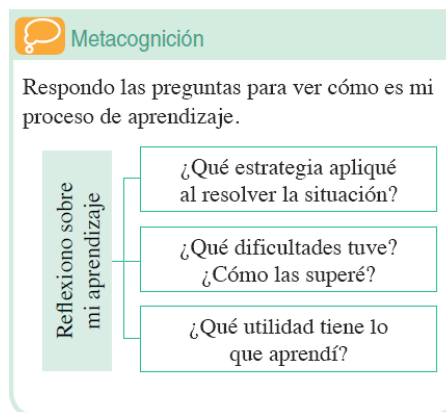 Metacognición
Respondo las preguntas para ver cómo es mi
proceso de aprendizaje.
Reflexiono sobre
mi aprendizaje
¿Qué estrategia apliqué
al resolver la situación?
¿Qué dificultades tuve?
¿Cómo las superé?
¿Qué utilidad tiene lo
que aprendí?